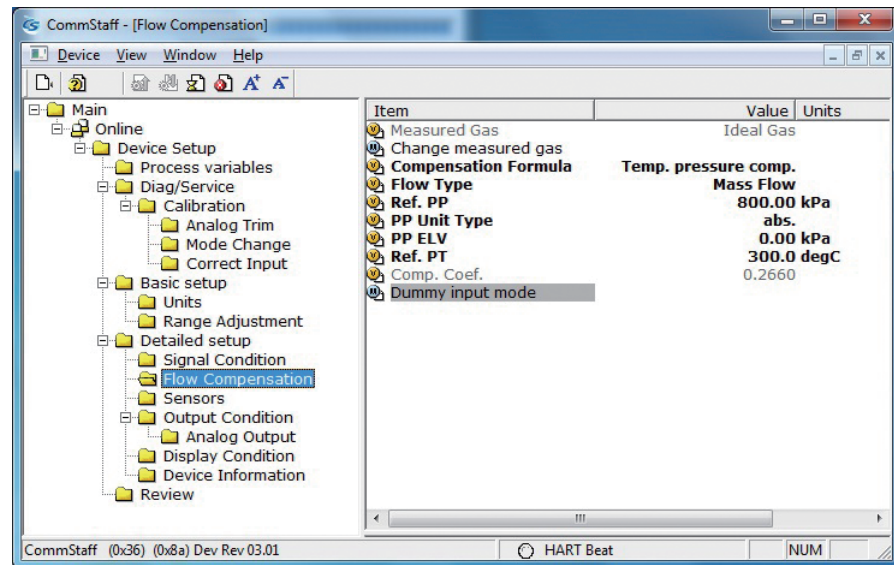 CommStaff - [Flow Compensation]
Device View Window Help
Main
Online
Device Setup
Process variables
Diag/Service
Calibration
Analog Trim
Mode Change
Correct Input
Basic setup
Units
Range Adjustment
Detailed setup
Signal Condition
Flow Compensation
Sensors
Output Condition
Analog Output
Display Condition
Device Information
Review
Item Value Units
Measured Gas Ideal Gas
Change measured gas
Compensation Formula Temp. pressure comp.
Flow Type Mass Flow
Ref. PP 800.00 kPa
PP Unit Type abs.
PP ELV 0.00 kPa
Ref. PT 300.0 degC
Comp. Coef. 0.2660
Dummy input mode
CommStaff (0x36) (0x8a) Dev Rev 03.01 HART Beat NUM